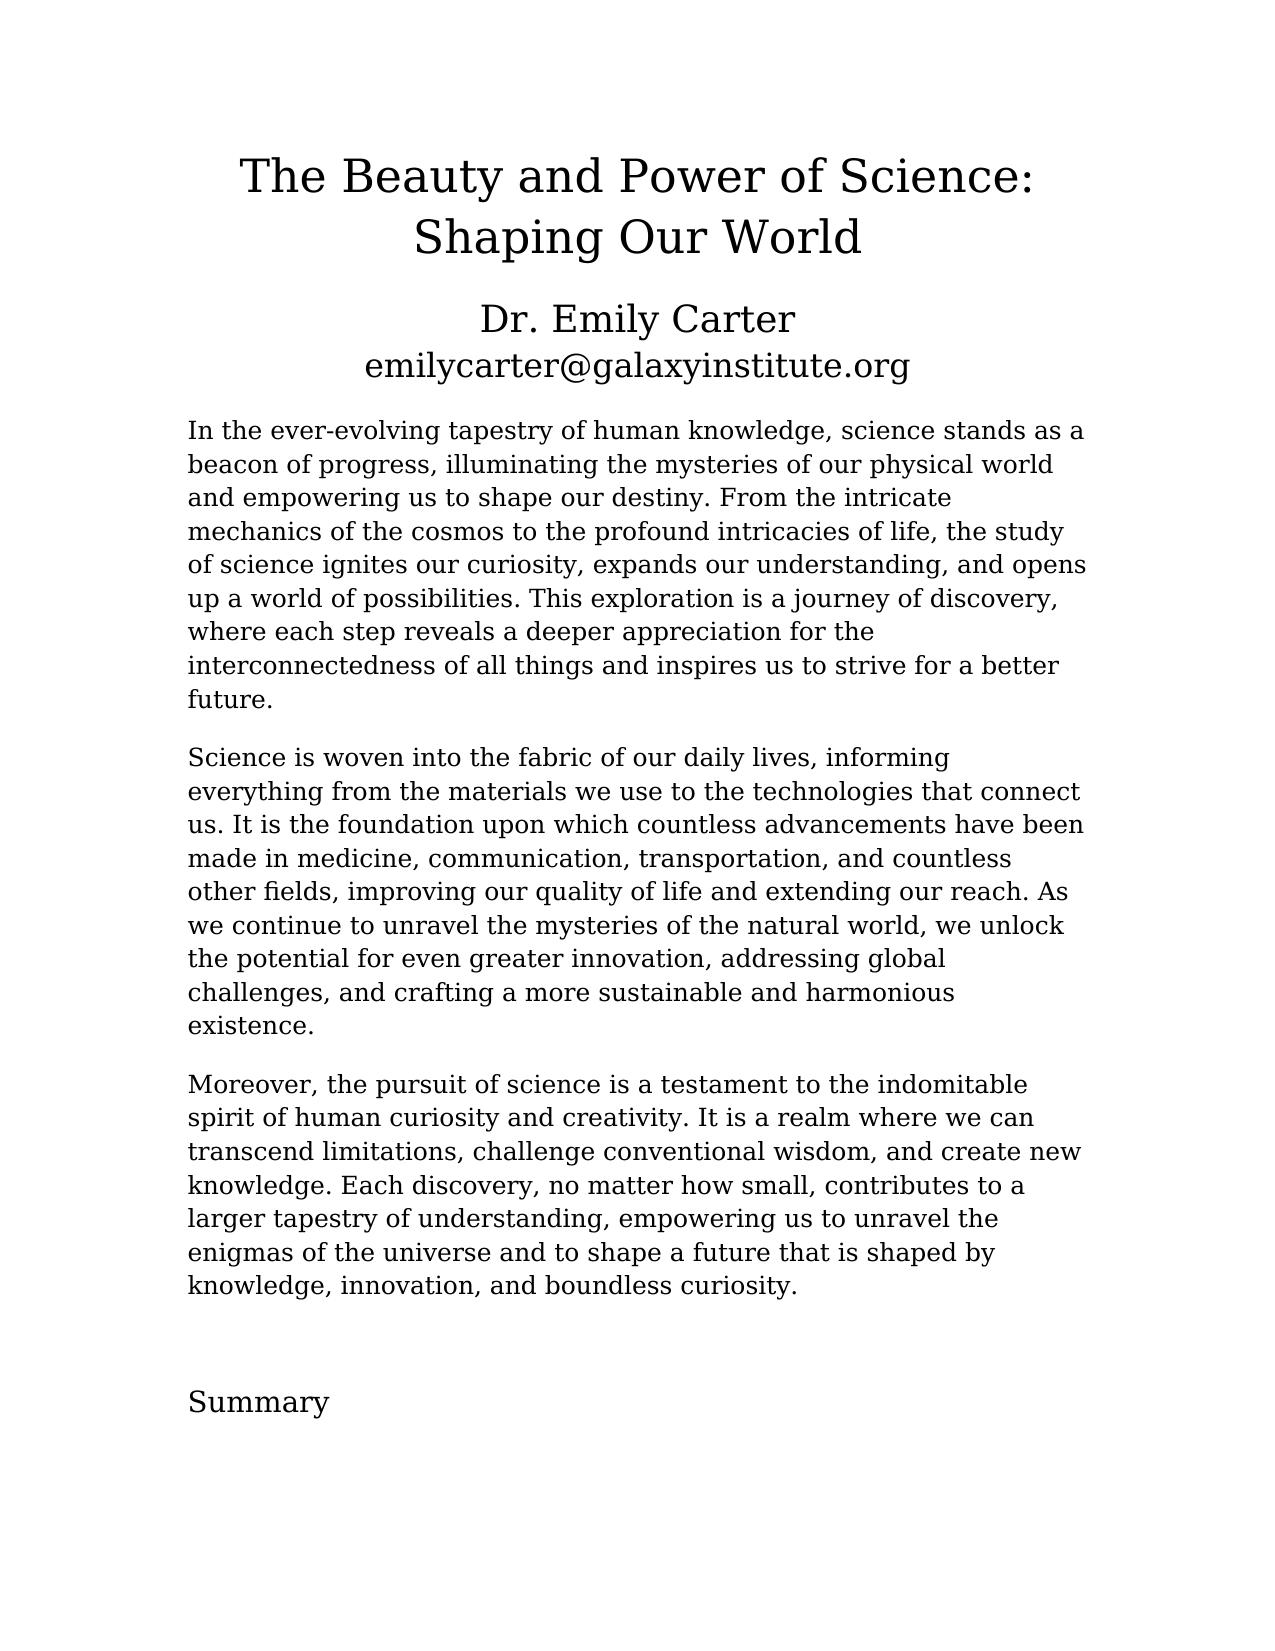 The Beauty and Power of Science:
Shaping Our World
Dr. Emily Carter
emilycarter@galaxyinstitute.org
In the ever-evolving tapestry of human knowledge, science stands as a
beacon of progress, illuminating the mysteries of our physical world
and empowering us to shape our destiny. From the intricate
mechanics of the cosmos to the profound intricacies of life, the study
of science ignites our curiosity, expands our understanding, and opens
up a world of possibilities. This exploration is a journey of discovery,
where each step reveals a deeper appreciation for the
interconnectedness of all things and inspires us to strive for a better
future.
Science is woven into the fabric of our daily lives, informing
everything from the materials we use to the technologies that connect
us. It is the foundation upon which countless advancements have been
made in medicine, communication, transportation, and countless
other fields, improving our quality of life and extending our reach. As
we continue to unravel the mysteries of the natural world, we unlock
the potential for even greater innovation, addressing global
challenges, and crafting a more sustainable and harmonious
existence.
Moreover, the pursuit of science is a testament to the indomitable
spirit of human curiosity and creativity. It is a realm where we can
transcend limitations, challenge conventional wisdom, and create new
knowledge. Each discovery, no matter how small, contributes to a
larger tapestry of understanding, empowering us to unravel the
enigmas of the universe and to shape a future that is shaped by
knowledge, innovation, and boundless curiosity.
Summary